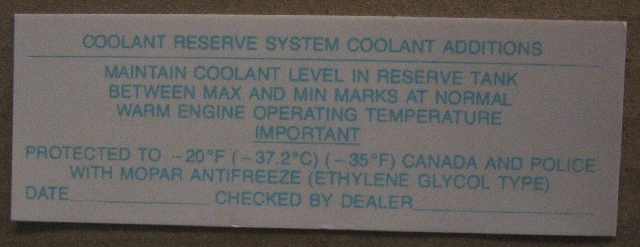 COOLANT RESERVE SYSTEM COOLANT ADDITIONS
MAINTAIN COOLANT LEVEL IN RESERVE TANK
BETWEEN MAX AND MIN MARKS AT NORMAL
WARM ENGINE OPERATING TEMPERATURE
IMPORTANT
PROTECTED TO -20°F (-37.2°C) (-35°F) CANADA AND POLICE
WITH MOPAR ANTIFREEZE (ETHYLENE GLYCOL TYPE)
DATE____________ CHECKED BY DEALER____________________